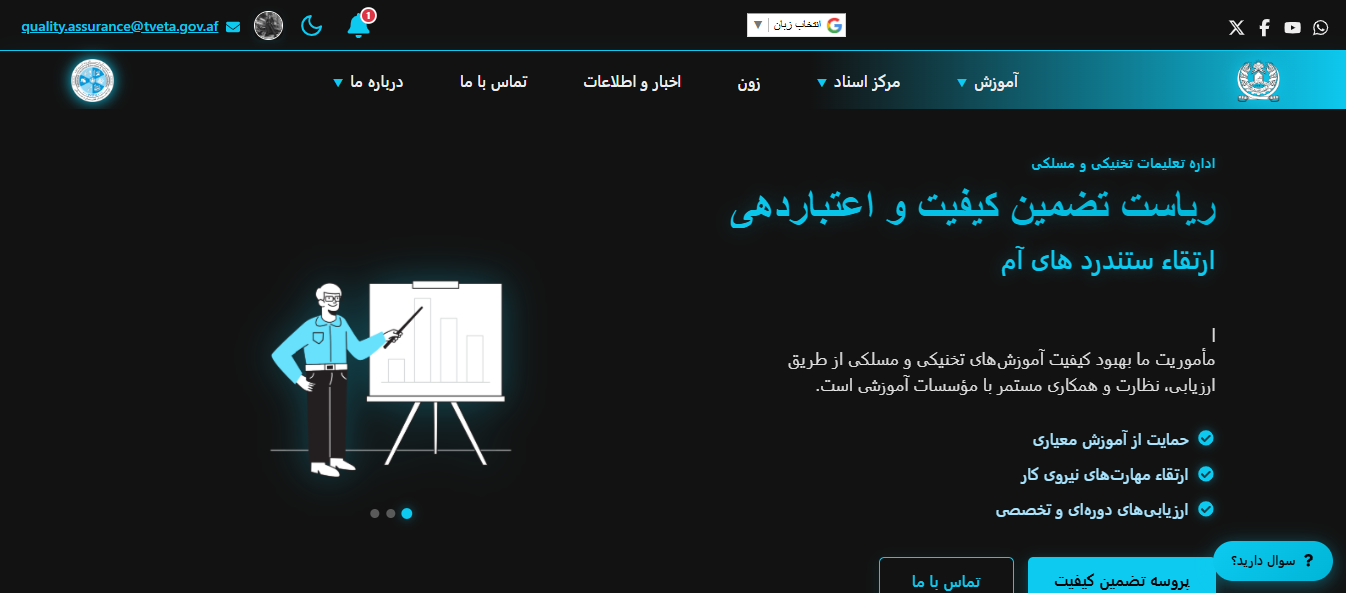 quality.assurance@tveta.gov.af
1
انتخاب زبان ▼
آموزش ▼
مرکز اسناد ▼
زون
اخبار و اطلاعات
تماس با ما
درباره ما ▼
اداره تعلیمات تخنیکی و مسلکی
ریاست تضمین کیفیت و اعتباردهی
ارتقاء ستندرد های آم
|
مأموریت ما بهبود کیفیت آموزش‌های تخنیکی و مسلکی از طریق
ارزیابی، نظارت و همکاری مستمر با مؤسسات آموزشی است.
حمایت از آموزش معیاری
ارتقاء مهارت‌های نیروی کار
ارزیابی‌های دوره‌ای و تخصصی
پروسه تضمین کیفیت
تماس با ما
؟ سوال دارید؟